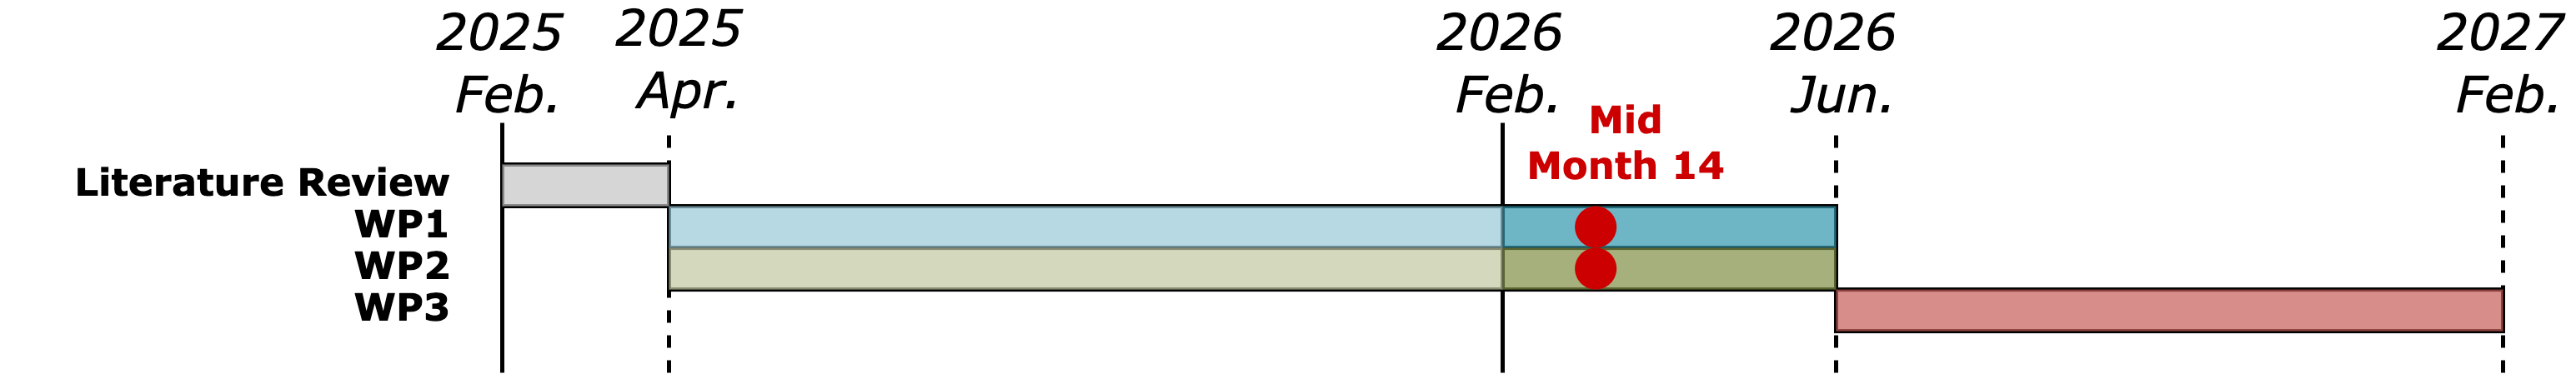 2025
Feb.
2025
Apr.
2026
Feb.
2026
Jun.
2027
Feb.
Mid
Month 14
Literature Review
WP1
WP2
WP3